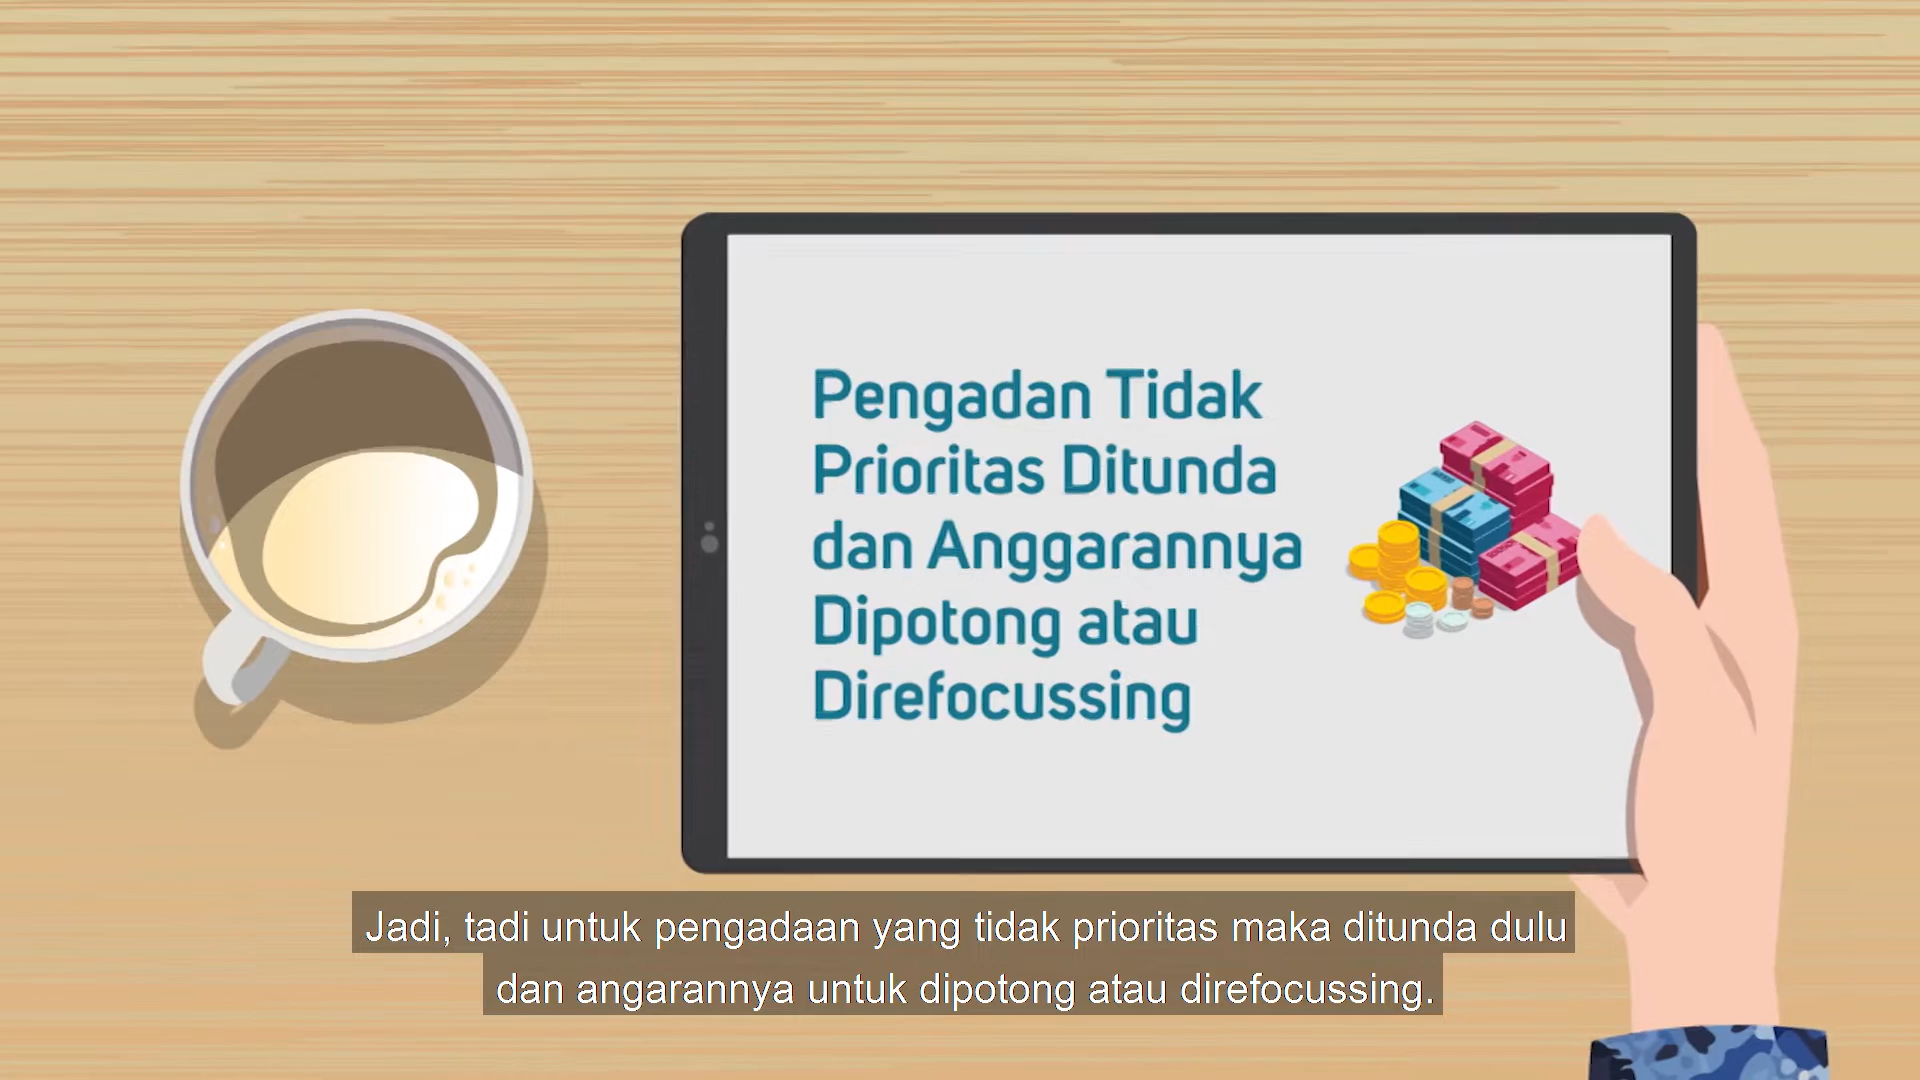 Pengadan Tidak
Prioritas Ditunda
dan Anggarannya
Dipotong atau
Direfocussing
Jadi, tadi untuk pengadaan yang tidak prioritas maka ditunda dulu
dan angarannya untuk dipotong atau direfocussing.